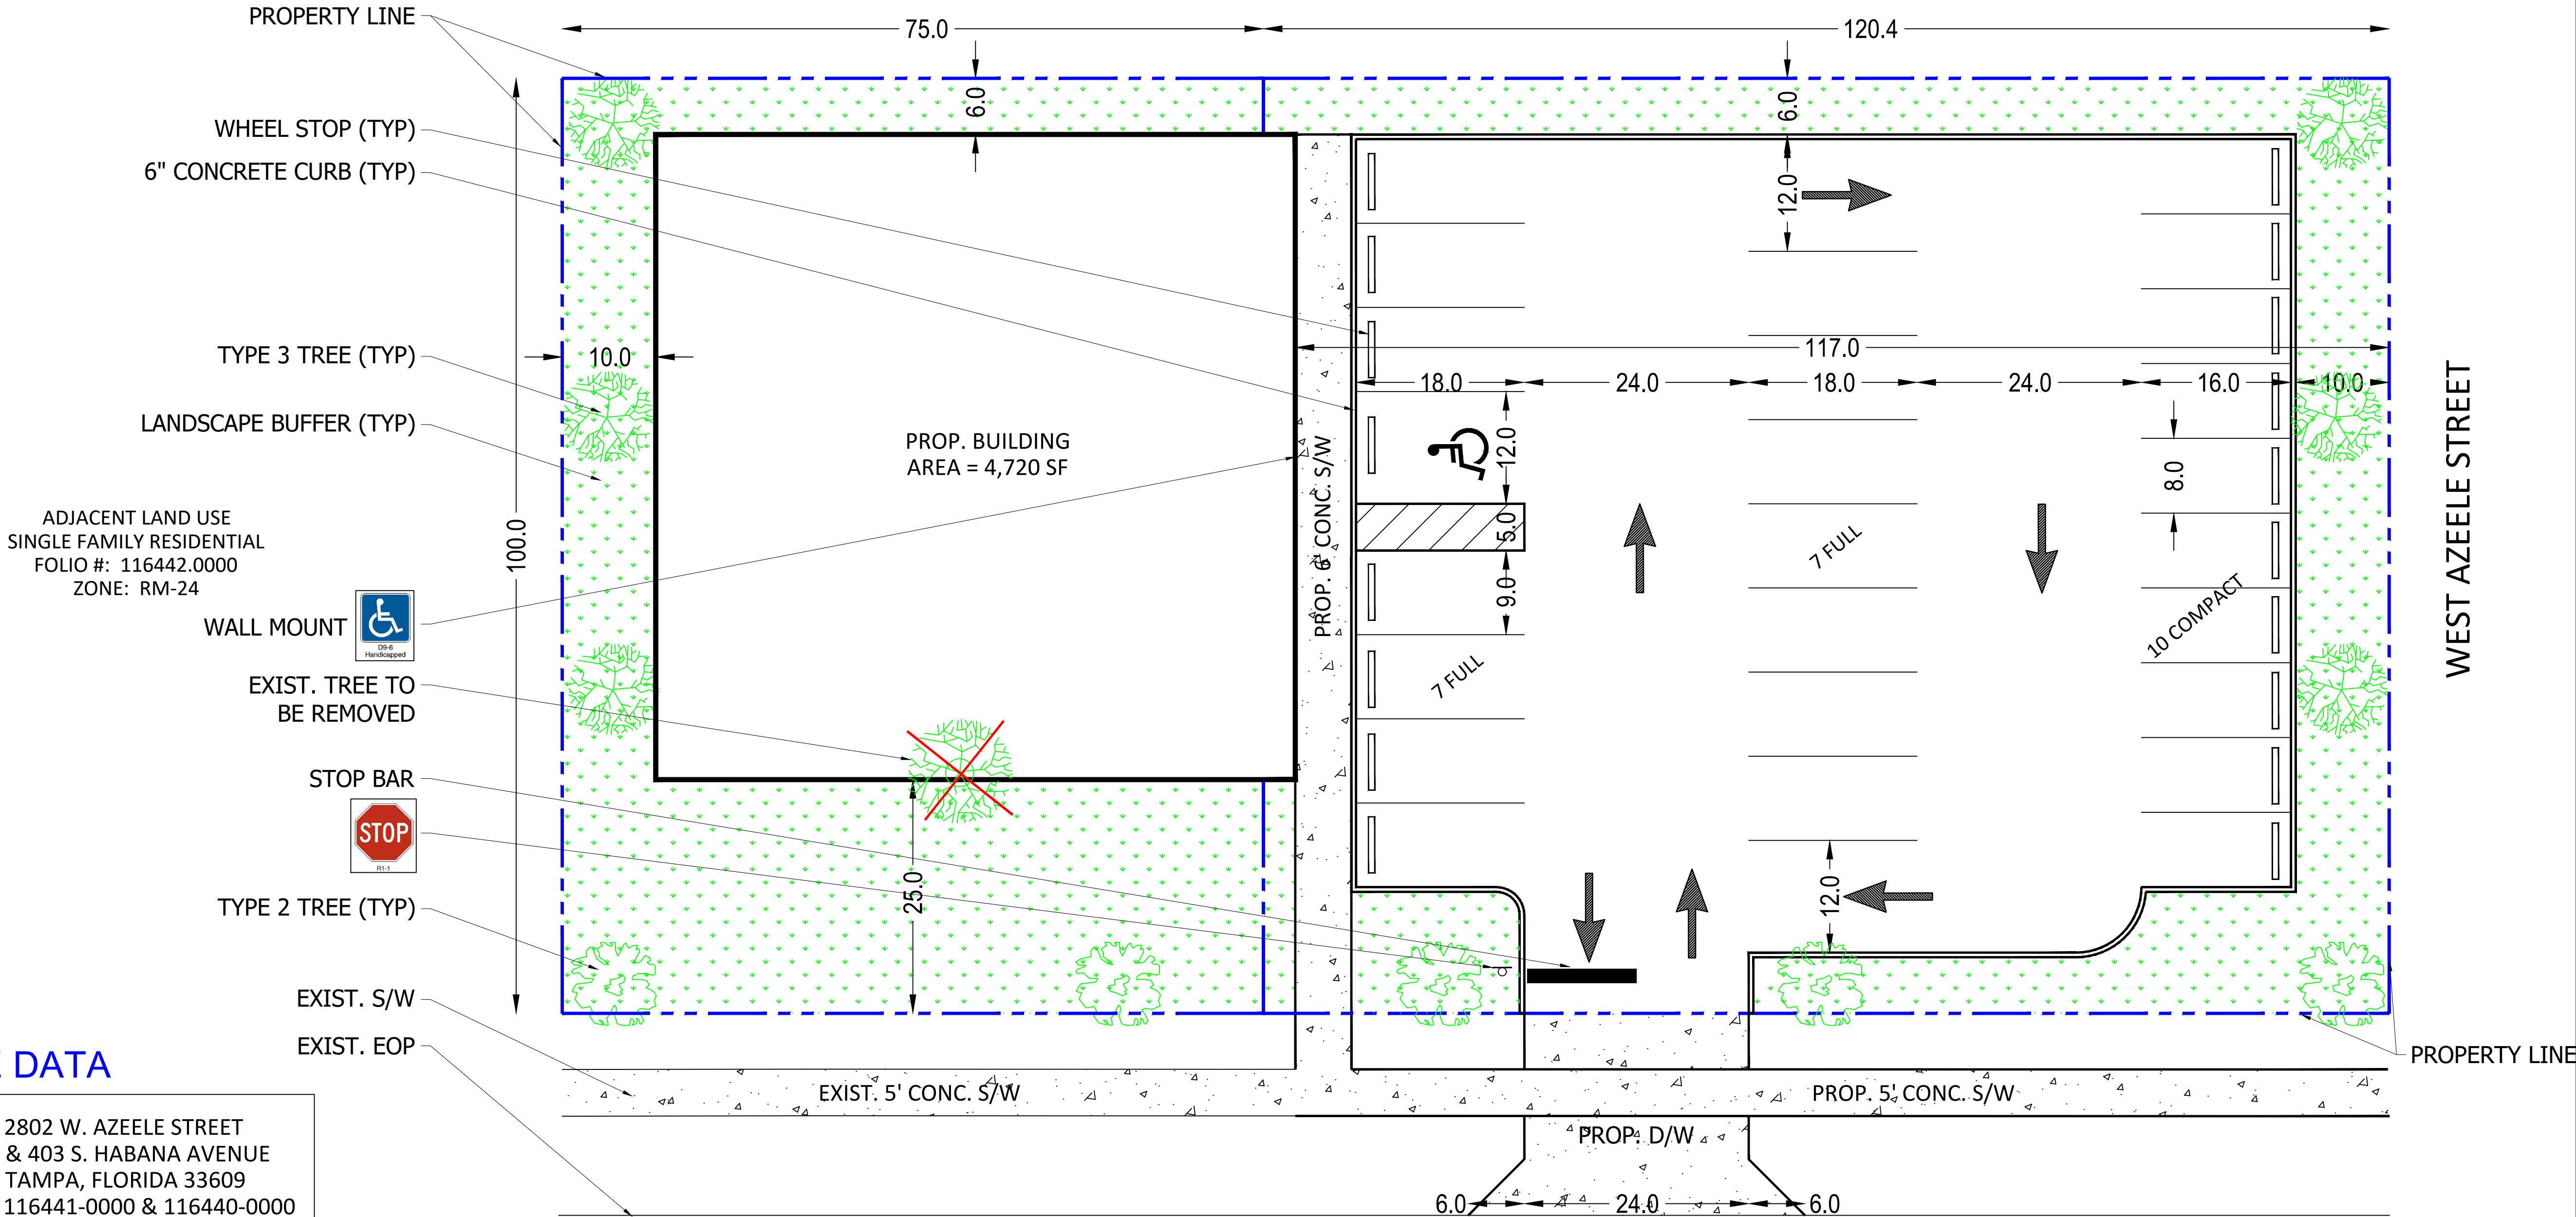 PROPERTY LINE
75.0
120.4
6.0
6.0
WHEEL STOP (TYP)
6" CONCRETE CURB (TYP)
12.0
TYPE 3 TREE (TYP)
10.0
117.0
18.0
24.0
18.0
24.0
16.0
10.0
LANDSCAPE BUFFER (TYP)
PROP. BUILDING
AREA = 4,720 SF
PROP. 6' CONC. S/W
12.0
5.0
9.0
8.0
7 FULL
7 FULL
10 COMPACT
WEST AZEELE STREET
ADJACENT LAND USE
SINGLE FAMILY RESIDENTIAL
FOLIO #: 116442.0000
ZONE: RM-24
100.0
WALL MOUNT
D9-6
Handicapped
EXIST. TREE TO
BE REMOVED
STOP BAR
STOP
R1-1
25.0
12.0
TYPE 2 TREE (TYP)
EXIST. S/W
EXIST. EOP
PROPERTY LINE
EXIST. 5' CONC. S/W
PROP. 5' CONC. S/W
PROP. D/W
6.0
24.0
6.0
DATA
2802 W. AZEELE STREET
& 403 S. HABANA AVENUE
TAMPA, FLORIDA 33609
116441-0000 & 116440-0000